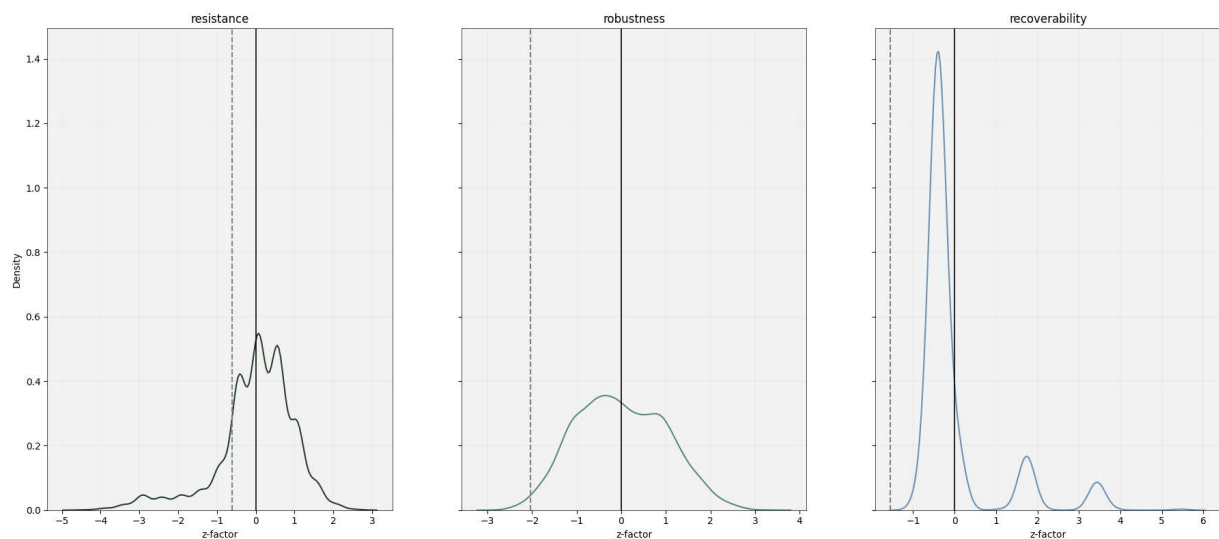 resistance
robustness
recoverability
1.4
1.2
1.0
0.8
0.6
0.4
0.2
0.0
Density
−5 −4 −3 −2 −1 0 1 2 3
−3 −2 −1 0 1 2 3 4
−1 0 1 2 3 4 5 6
z-factor
z-factor
z-factor